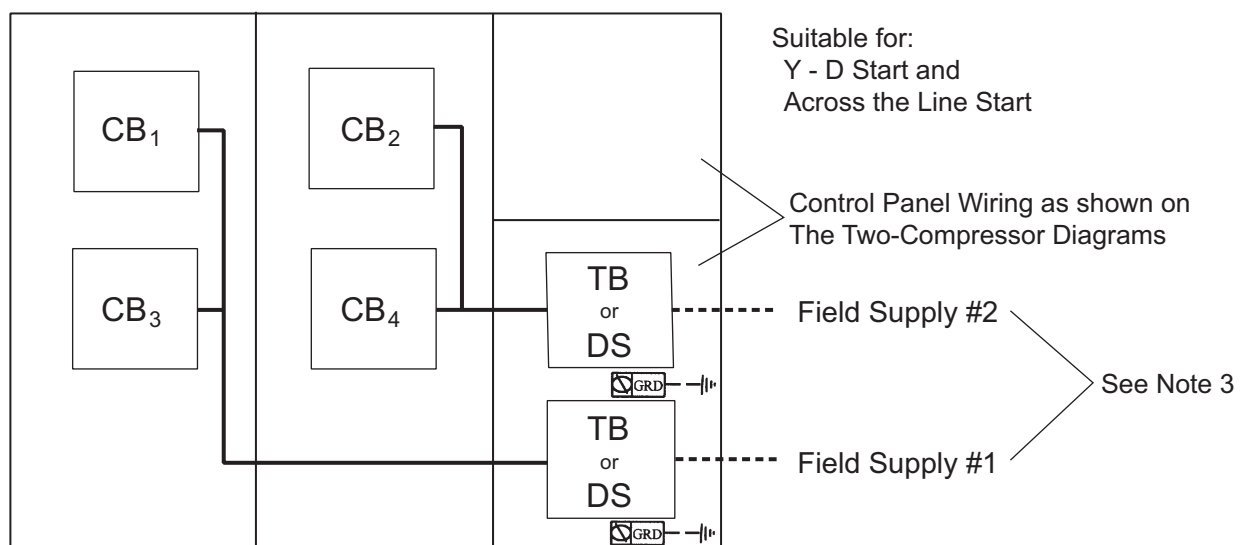 Suitable for:
Y - D Start and
Across the Line Start
CB1
CB2
Control Panel Wiring as shown on
The Two-Compressor Diagrams
CB3
CB4
TB
or
DS
Field Supply #2
GRD
See Note 3
TB
or
DS
Field Supply #1
GRD